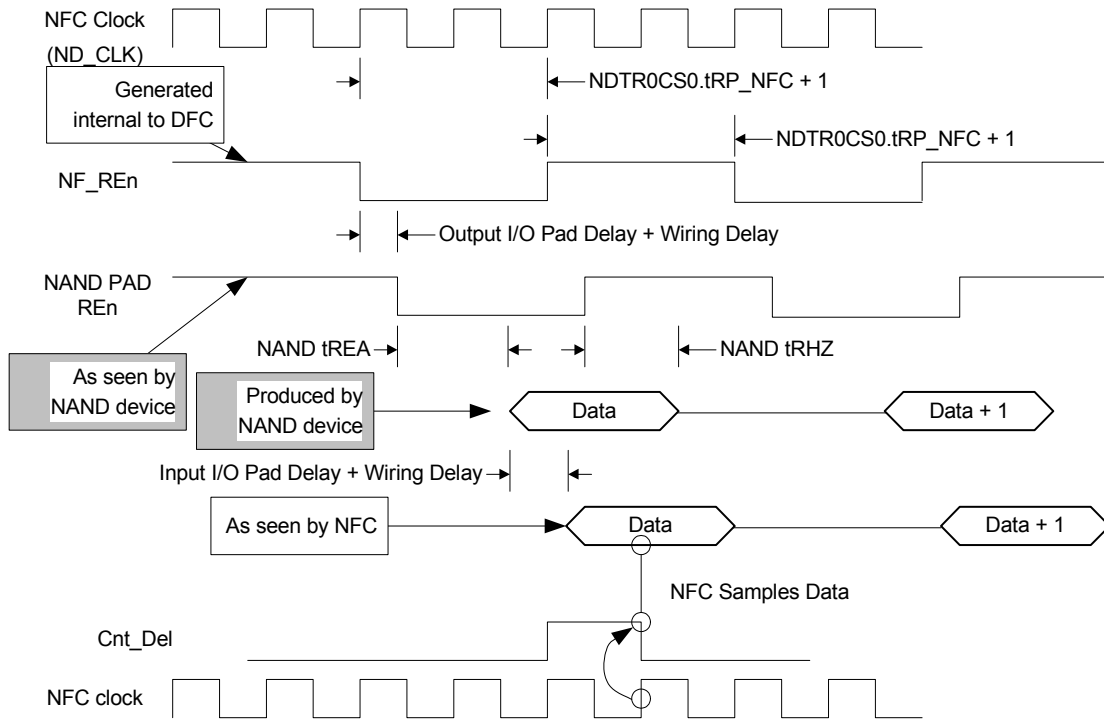 NFC Clock
(ND_CLK)
NDTR0CS0.tRP_NFC + 1
Generated
internal to DFC
NDTR0CS0.tRP_NFC + 1
NF_REn
Output I/O Pad Delay + Wiring Delay
NAND PAD
REn
NAND tREA
NAND tRHZ
As seen by
NAND device
Produced by
NAND device
Data
Data + 1
Input I/O Pad Delay + Wiring Delay
As seen by NFC
Data
Data + 1
NFC Samples Data
Cnt_Del
NFC clock